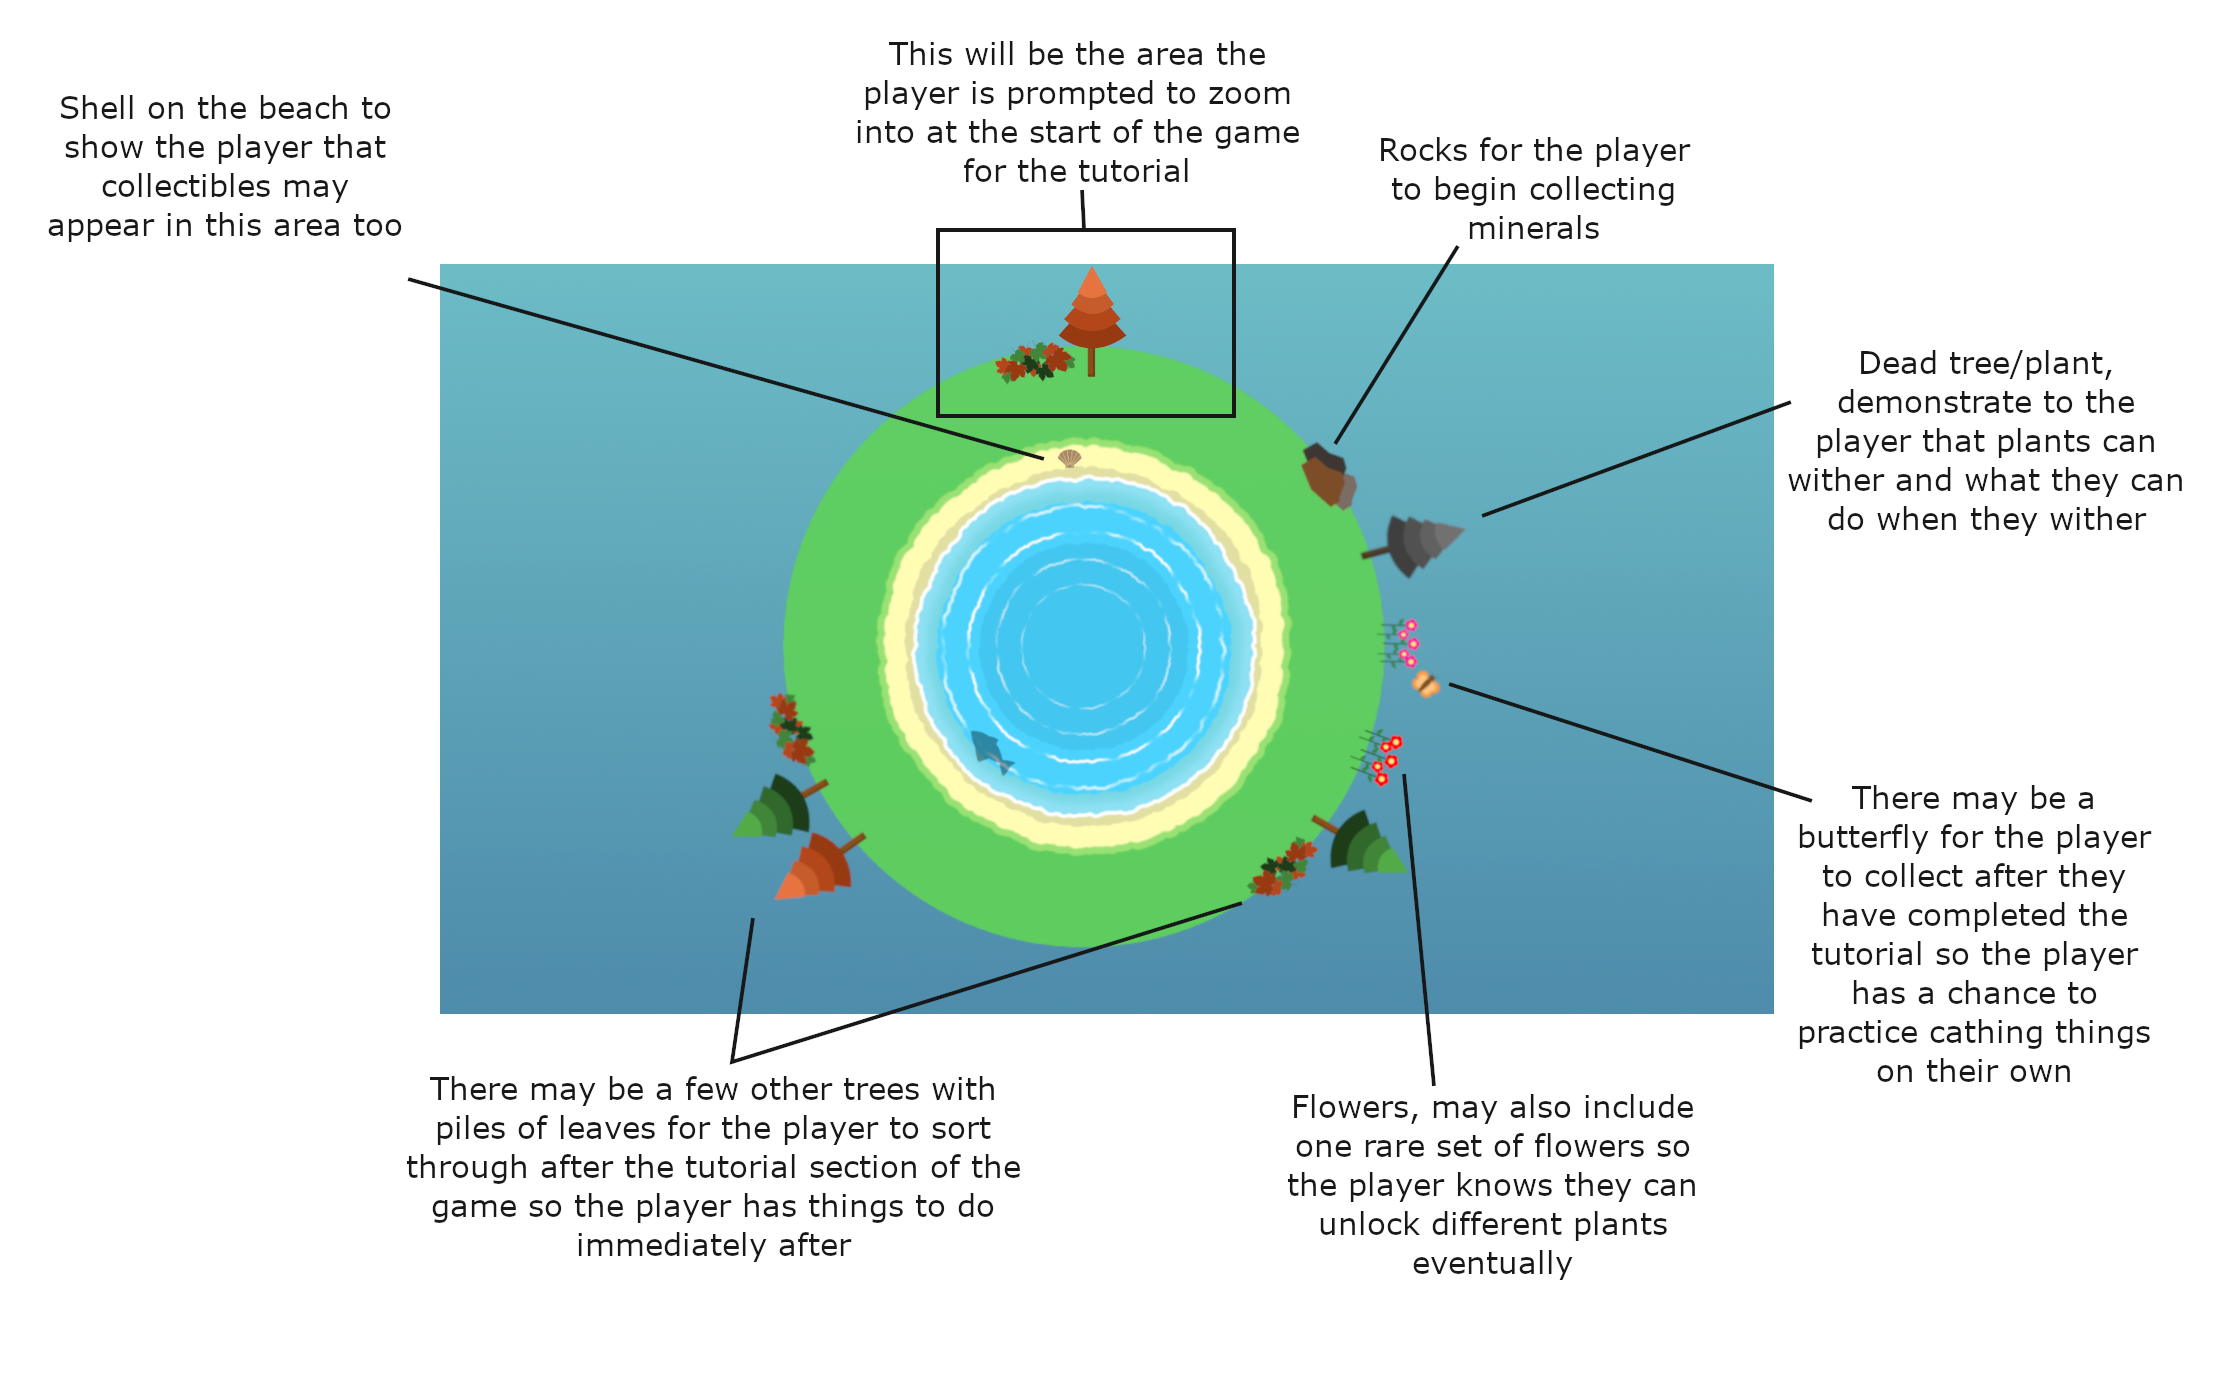 This will be the area the
player is prompted to zoom
into at the start of the game
for the tutorial
Shell on the beach to
show the player that
collectibles may
appear in this area too
Rocks for the player
to begin collecting
minerals
Dead tree/plant,
demonstrate to the
player that plants can
wither and what they can
do when they wither
There may be a
butterfly for the player
to collect after they
have completed the
tutorial so the player
has a chance to
practice cathing things
on their own
There may be a few other trees with
piles of leaves for the player to sort
through after the tutorial section of the
game so the player has things to do
immediately after
Flowers, may also include
one rare set of flowers so
the player knows they can
unlock different plants
eventually